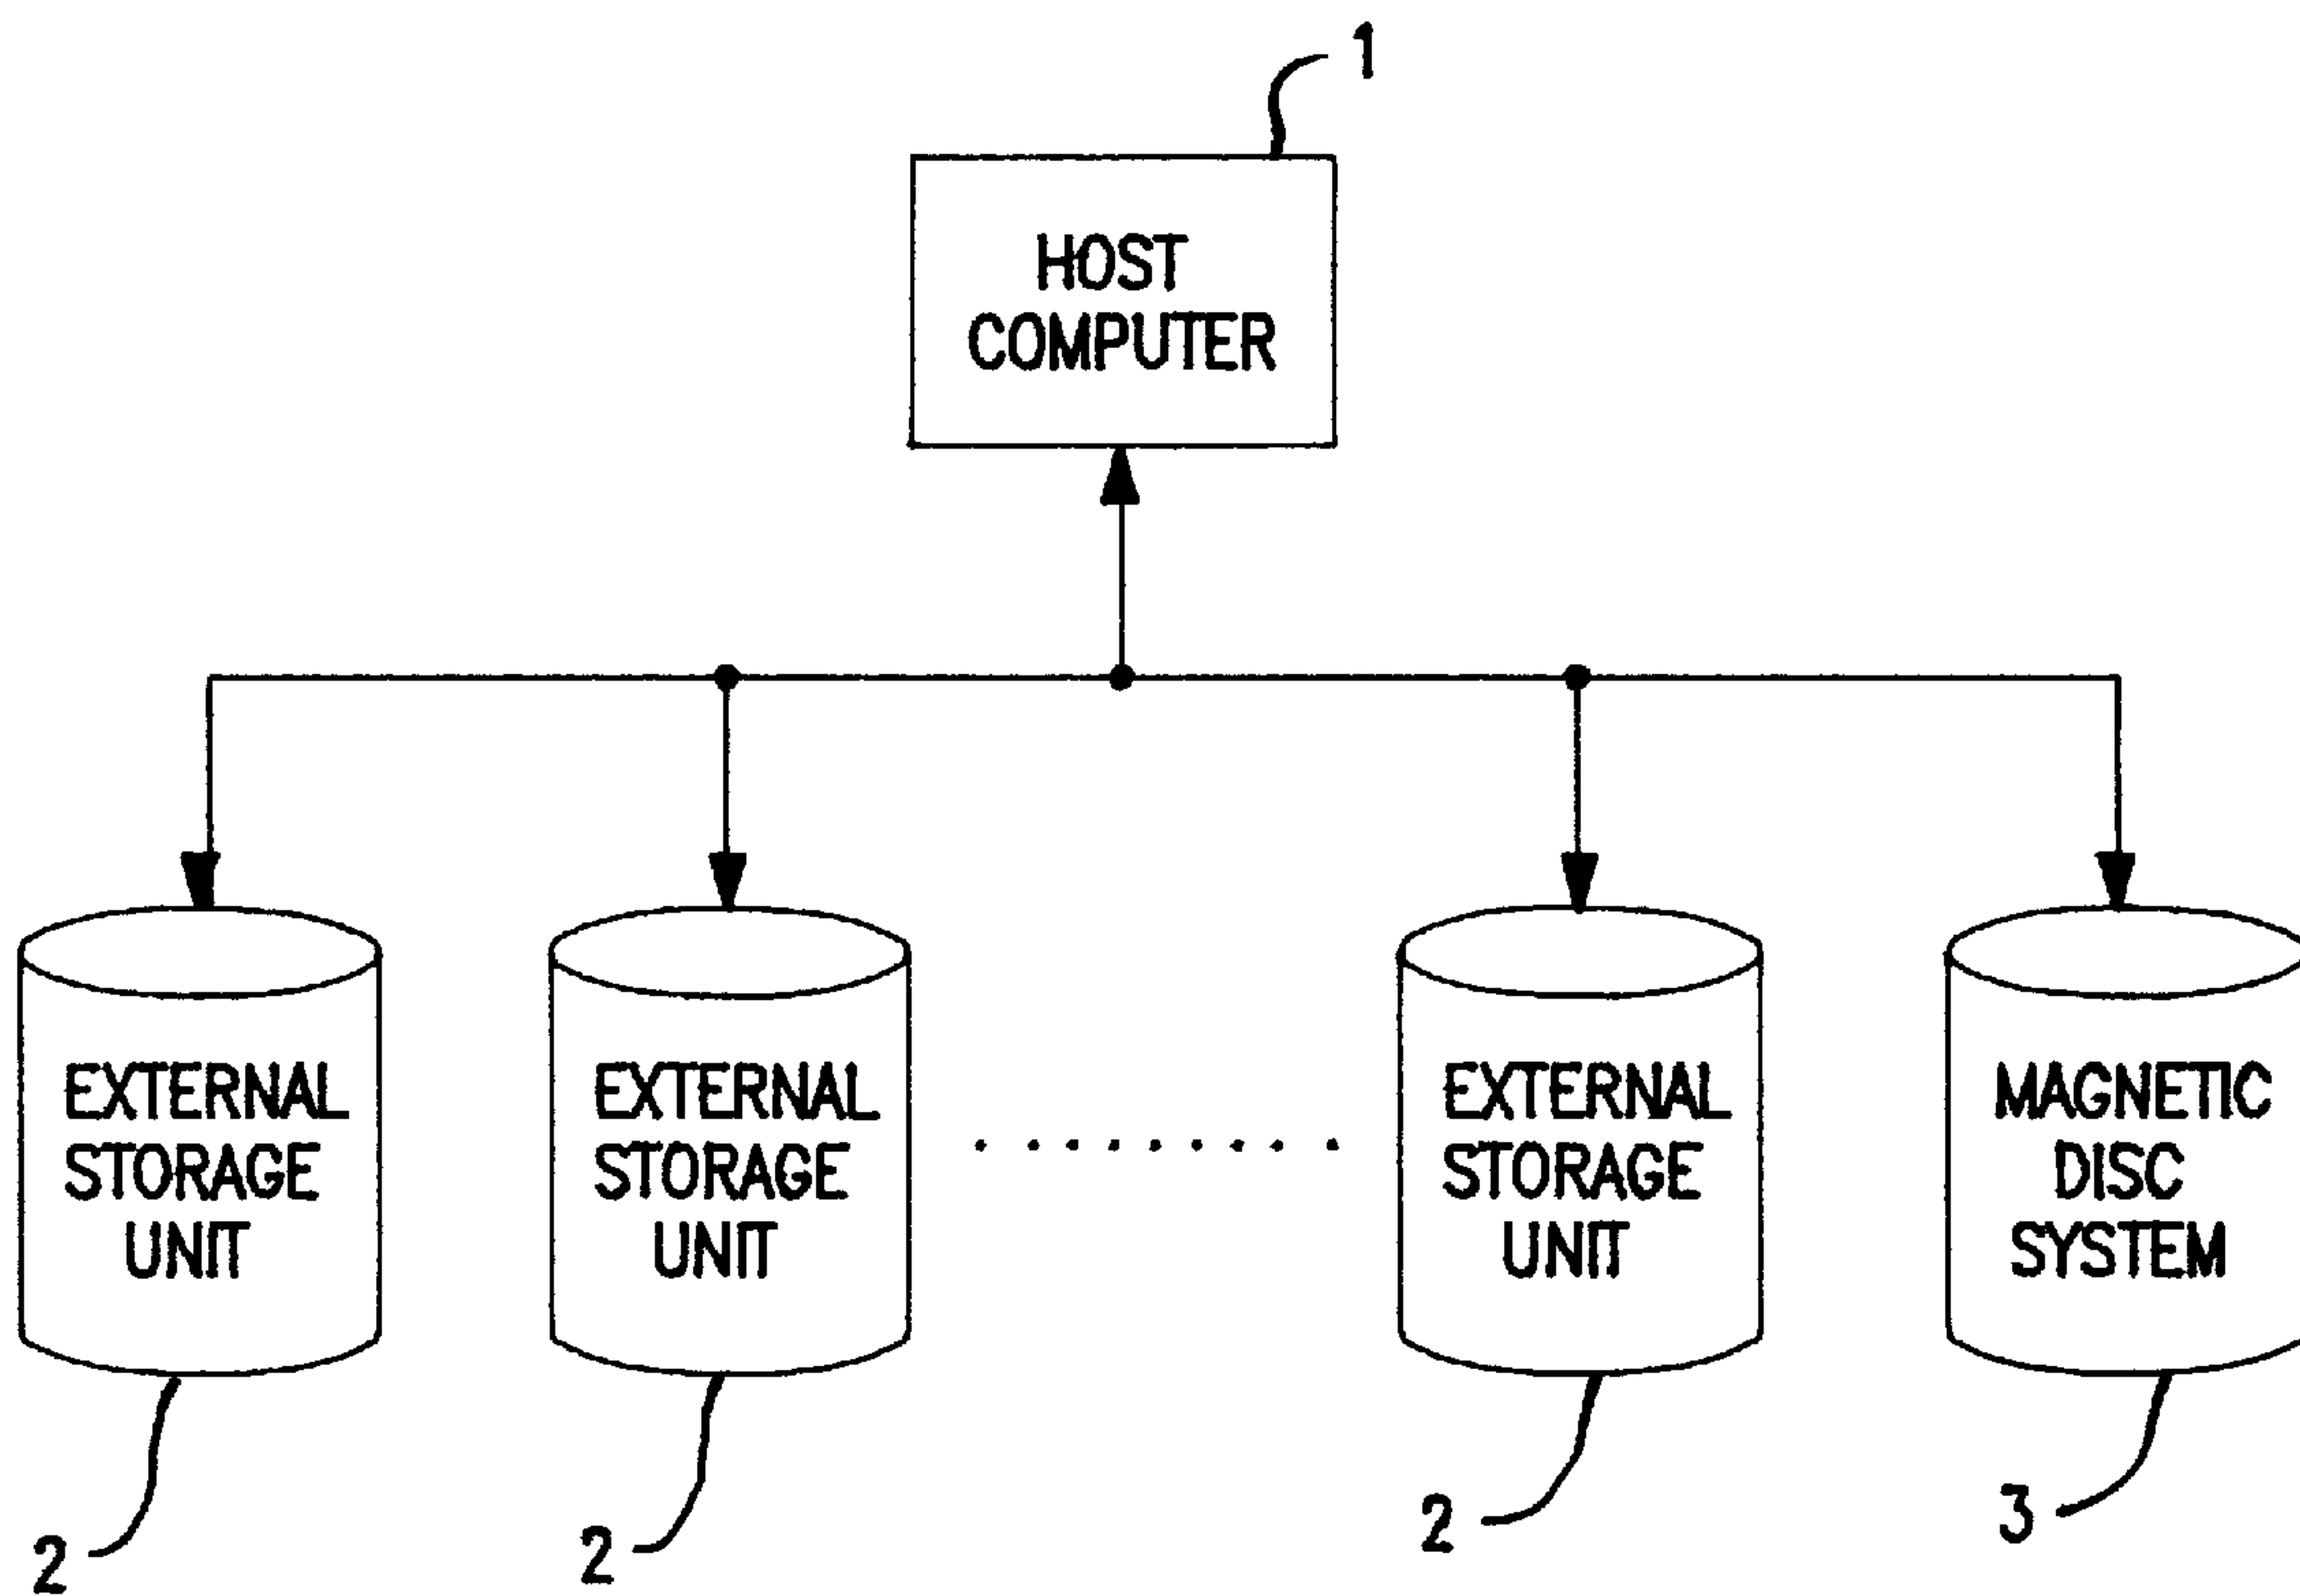 1
HOST
COMPUTER
EXTERNAL
STORAGE
UNIT
EXTERNAL
STORAGE
UNIT
EXTERNAL
STORAGE
UNIT
MAGNETIC
DISC
SYSTEM
2
2
2
3